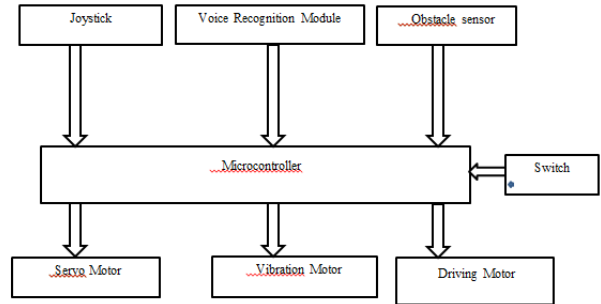 Joystick
Voice Recognition Module
Obstacle sensor
Microcontroller
Switch
Servo Motor
Vibration Motor
Driving Motor